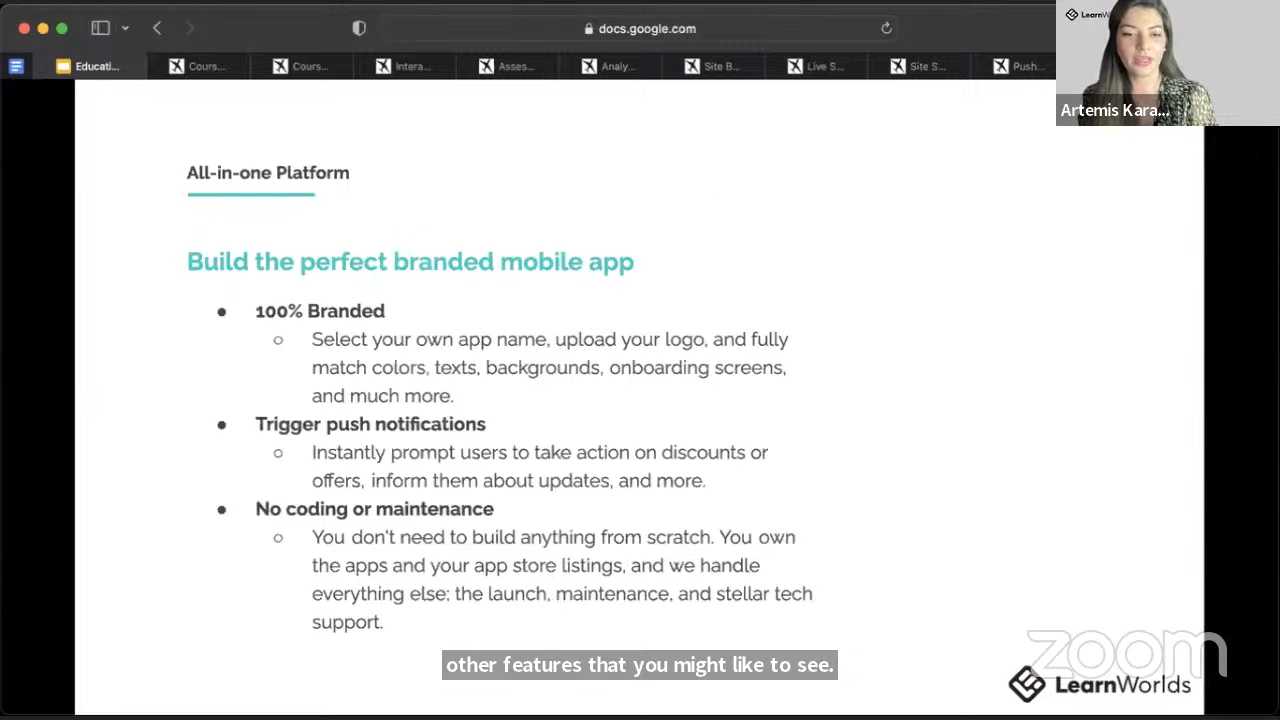 docs.google.com
Educati...
Cours...
Cours...
Intera...
Asses...
Analy...
Site B...
Live S...
Site S...
Push...
LearnW
Artemis Kara...
All-in-one Platform
Build the perfect branded mobile app
● 100% Branded
○ Select your own app name, upload your logo, and fully
match colors, texts, backgrounds, onboarding screens,
and much more.
● Trigger push notifications
○ Instantly prompt users to take action on discounts or
offers, inform them about updates, and more.
● No coding or maintenance
○ You don't need to build anything from scratch. You own
the apps and your app store listings, and we handle
everything else; the launch, maintenance, and stellar tech
support.
other features that you might like to see.
zoom
LearnWorlds